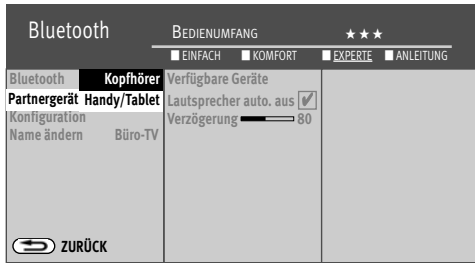 Bluetooth
BEDIENUMFANG
EINFACH KOMFORT EXPERTE ANLEITUNG
Bluetooth Kopfhörer
Partnergerät Handy/Tablet
Konfiguration
Name ändern Büro-TV
Verfügbare Geräte
Lautsprecher auto. aus
Verzögerung 80
ZURÜCK